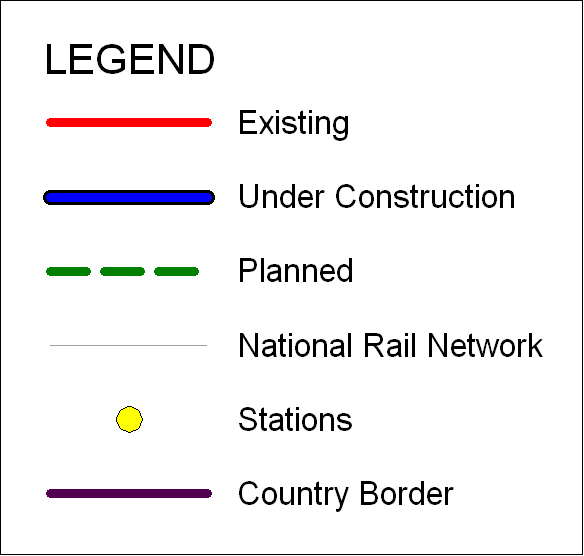 LEGEND
Existing
Under Construction
Planned
National Rail Network
Stations
Country Border